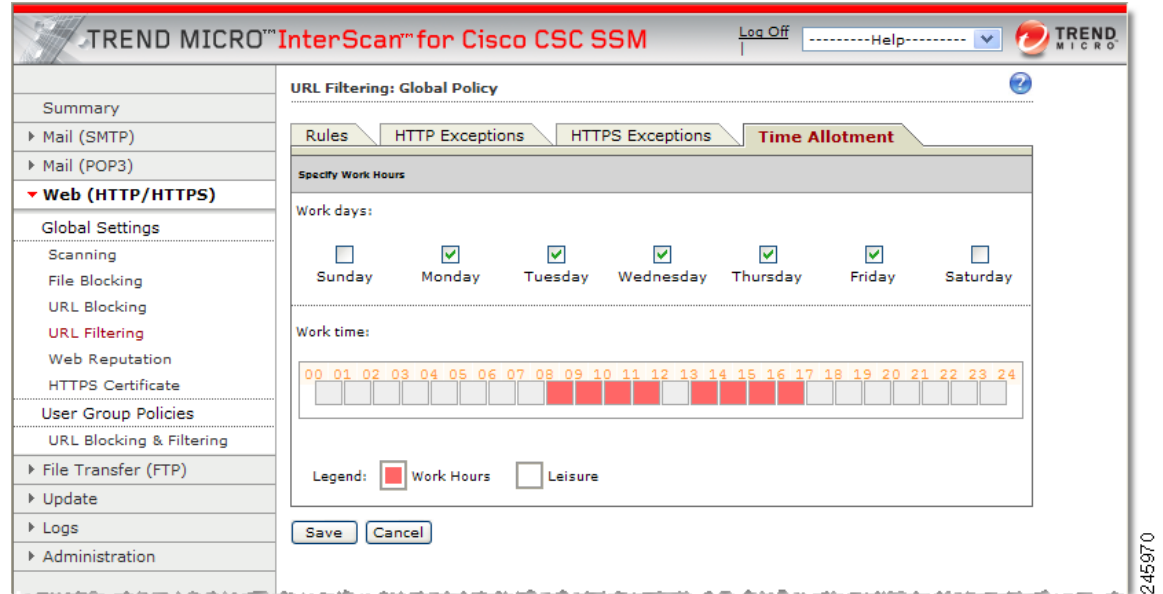 TREND MICRO™ InterScan™ for Cisco CSC SSM
Log Off
|
---------Help---------
TREND MICRO
Summary
Mail (SMTP)
Mail (POP3)
Web (HTTP/HTTPS)
Global Settings
Scanning
File Blocking
URL Blocking
URL Filtering
Web Reputation
HTTPS Certificate
User Group Policies
URL Blocking & Filtering
File Transfer (FTP)
Update
Logs
Administration
URL Filtering: Global Policy
?
Rules HTTP Exceptions HTTPS Exceptions Time Allotment
Specify Work Hours
Work days:
Sunday Monday Tuesday Wednesday Thursday Friday Saturday
Work time:
00 01 02 03 04 05 06 07 08 09 10 11 12 13 14 15 16 17 18 19 20 21 22 23 24
Legend: Work Hours Leisure
Save Cancel
245970